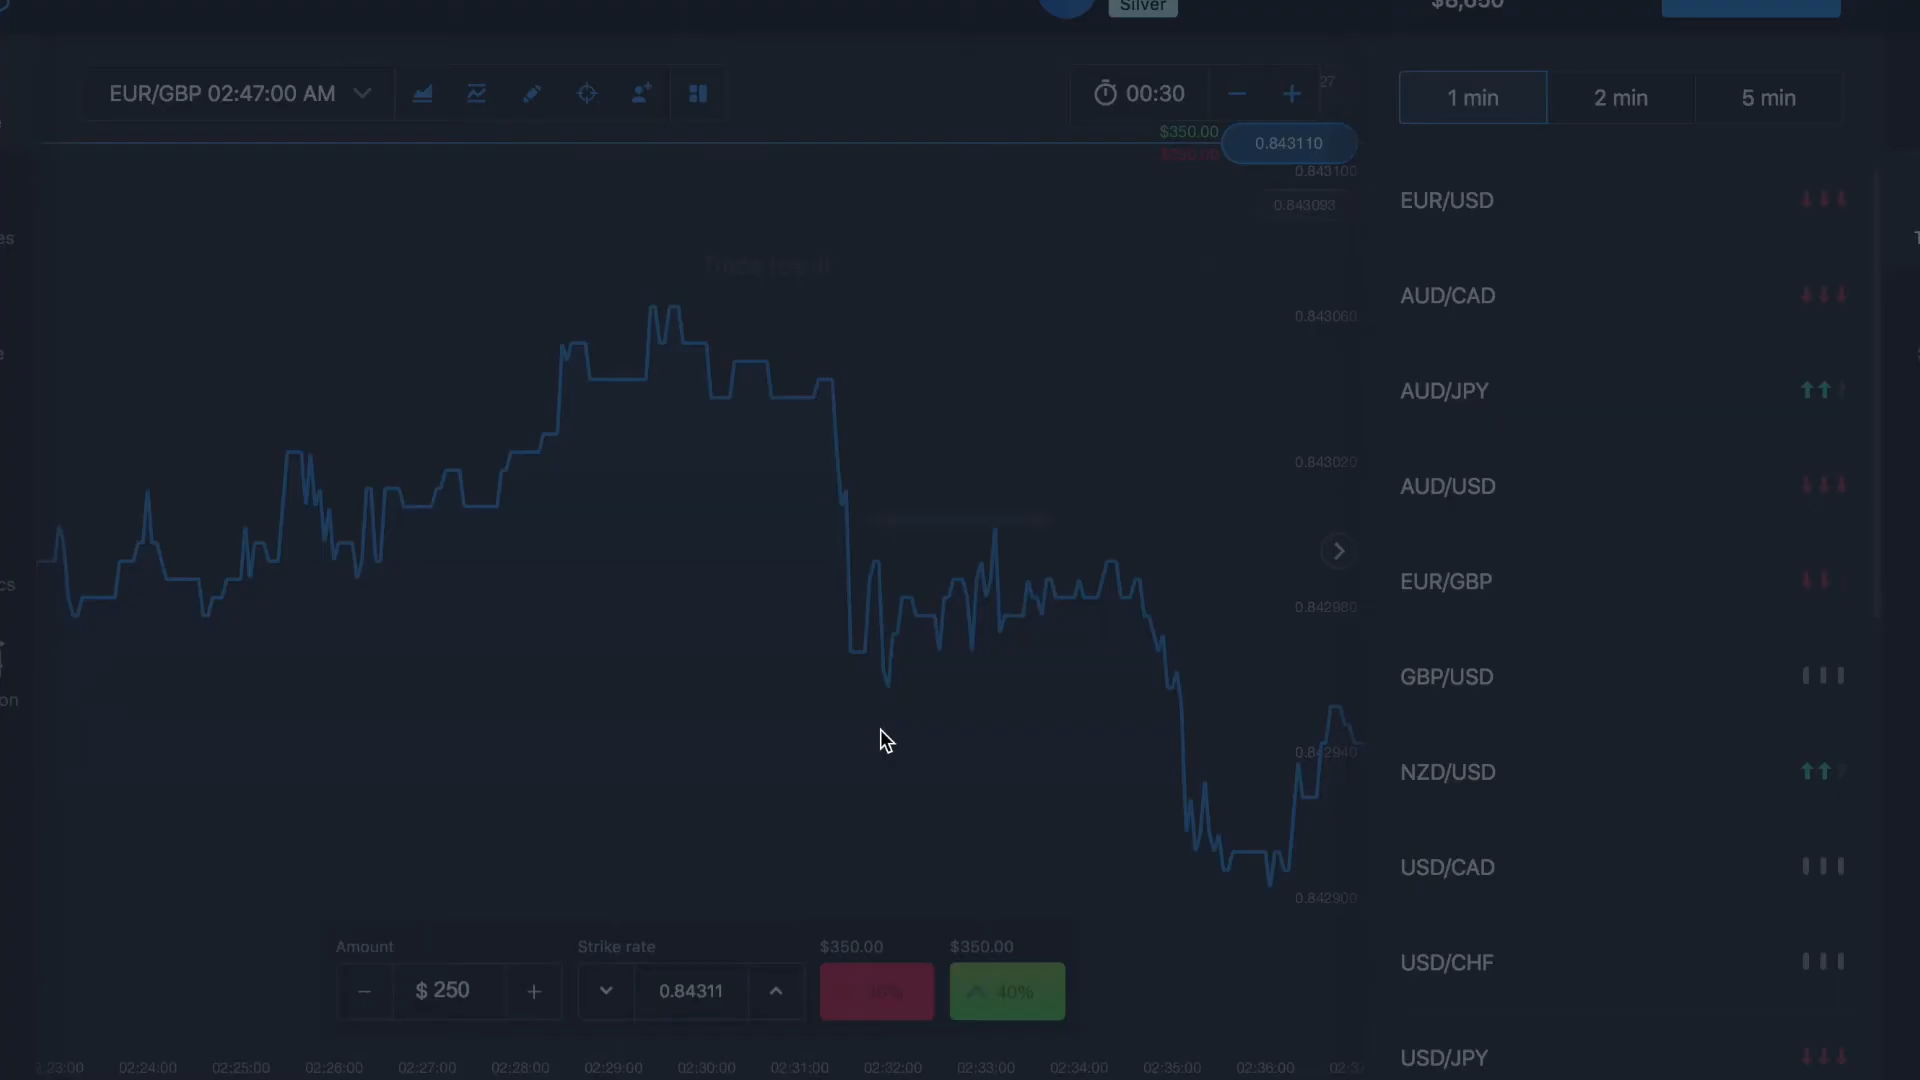 Silver
$8,650
EUR/GBP 02:47:00 AM
00:30
27
1 min
2 min
5 min
$350.00
0.843110
0.843100
0.843093
EUR/USD
AUD/CAD
0.843060
AUD/JPY
0.843020
AUD/USD
EUR/GBP
0.842980
GBP/USD
0.842940
NZD/USD
USD/CAD
0.842900
Amount
Strike rate
$350.00
$350.00
USD/CHF
$ 250
0.84311
40%
USD/JPY
02:24:00
02:25:00
02:26:00
02:27:00
02:28:00
02:29:00
02:30:00
02:31:00
02:32:00
02:33:00
02:34:00
02:35:00
02:36:00